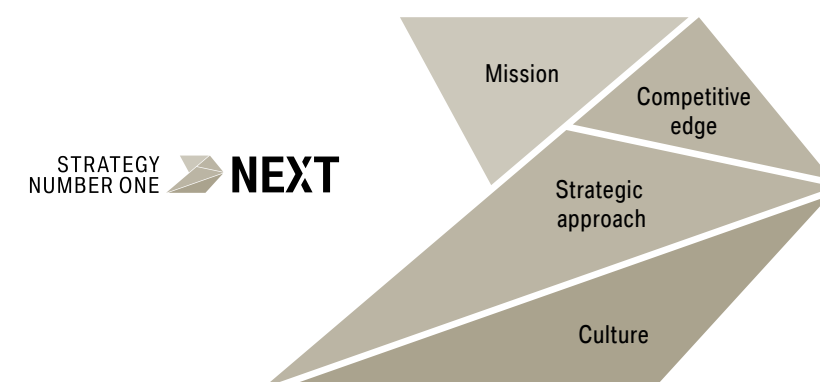 STRATEGY
NUMBER ONE
NEXT
Mission
Competitive
edge
Strategic
approach
Culture